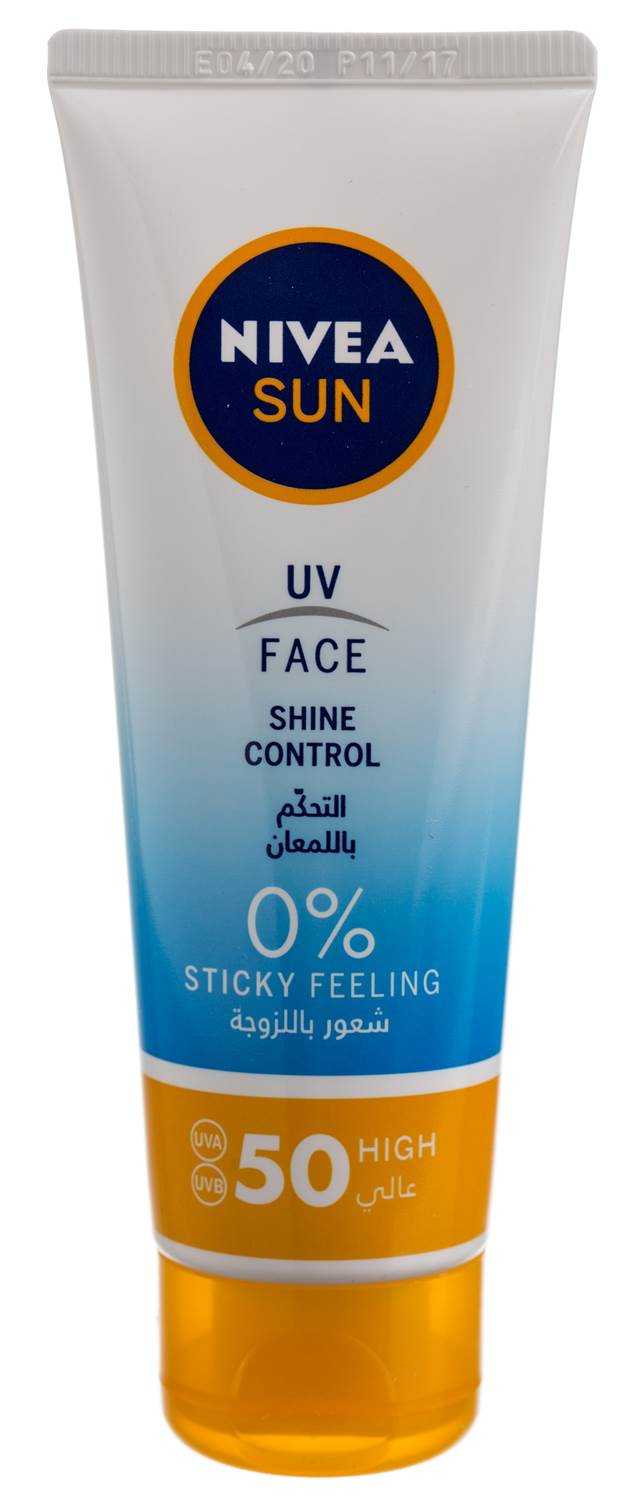 E04/20 P11/17
NIVEA
SUN
UV
FACE
SHINE
CONTROL
التحكّم
باللمعان
0%
STICKY FEELING
شعور باللزوجة
UVA
UVB
50
HIGH
عالي